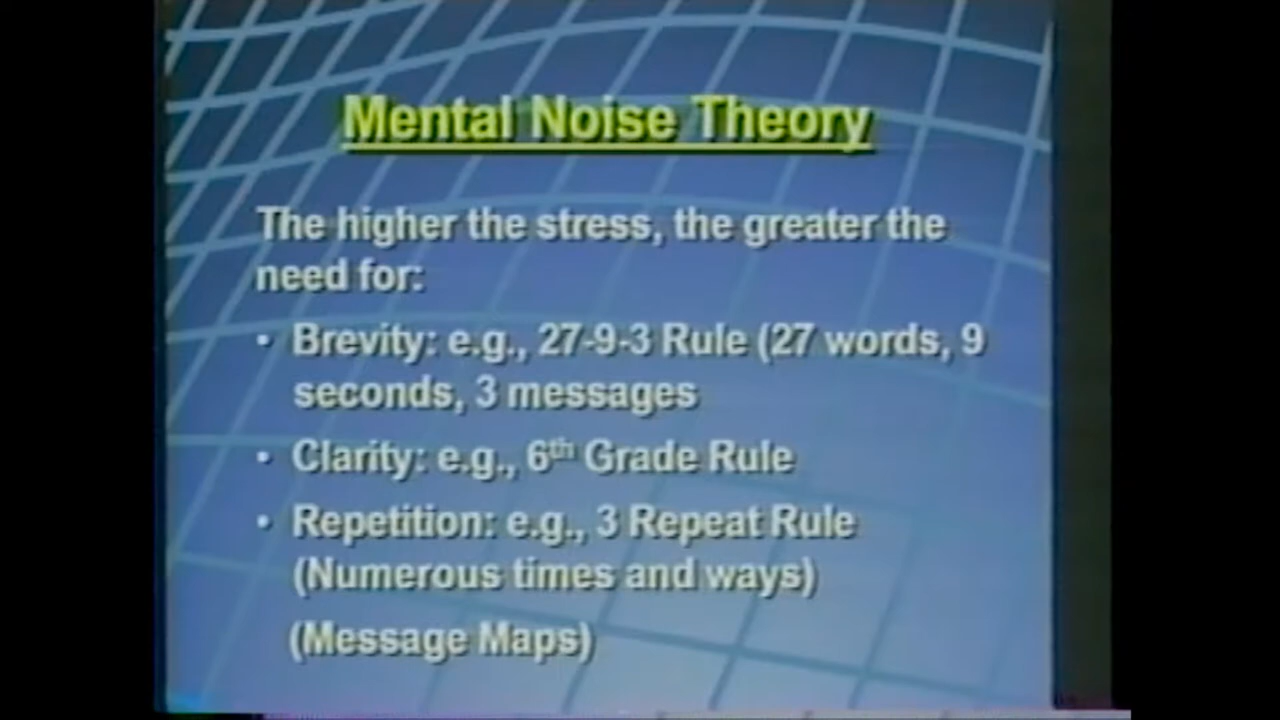 Mental Noise Theory
The higher the stress, the greater the
need for:
• Brevity: e.g., 27-9-3 Rule (27 words, 9
seconds, 3 messages
• Clarity: e.g., 6th Grade Rule
• Repetition: e.g., 3 Repeat Rule
(Numerous times and ways)
(Message Maps)